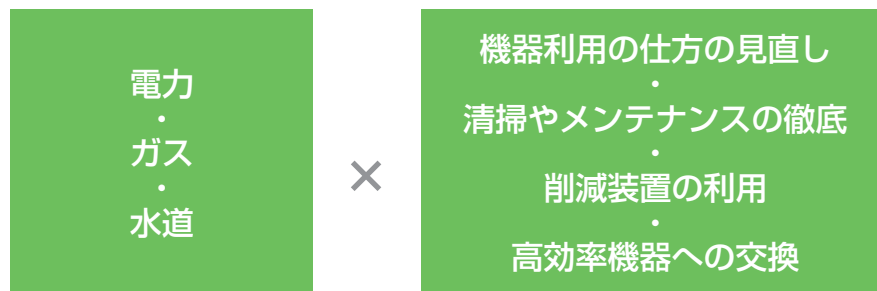 電力
・
ガス
・
水道
×
機器利用の仕方の見直し
・
清掃やメンテナンスの徹底
・
削減装置の利用
・
高効率機器への交換